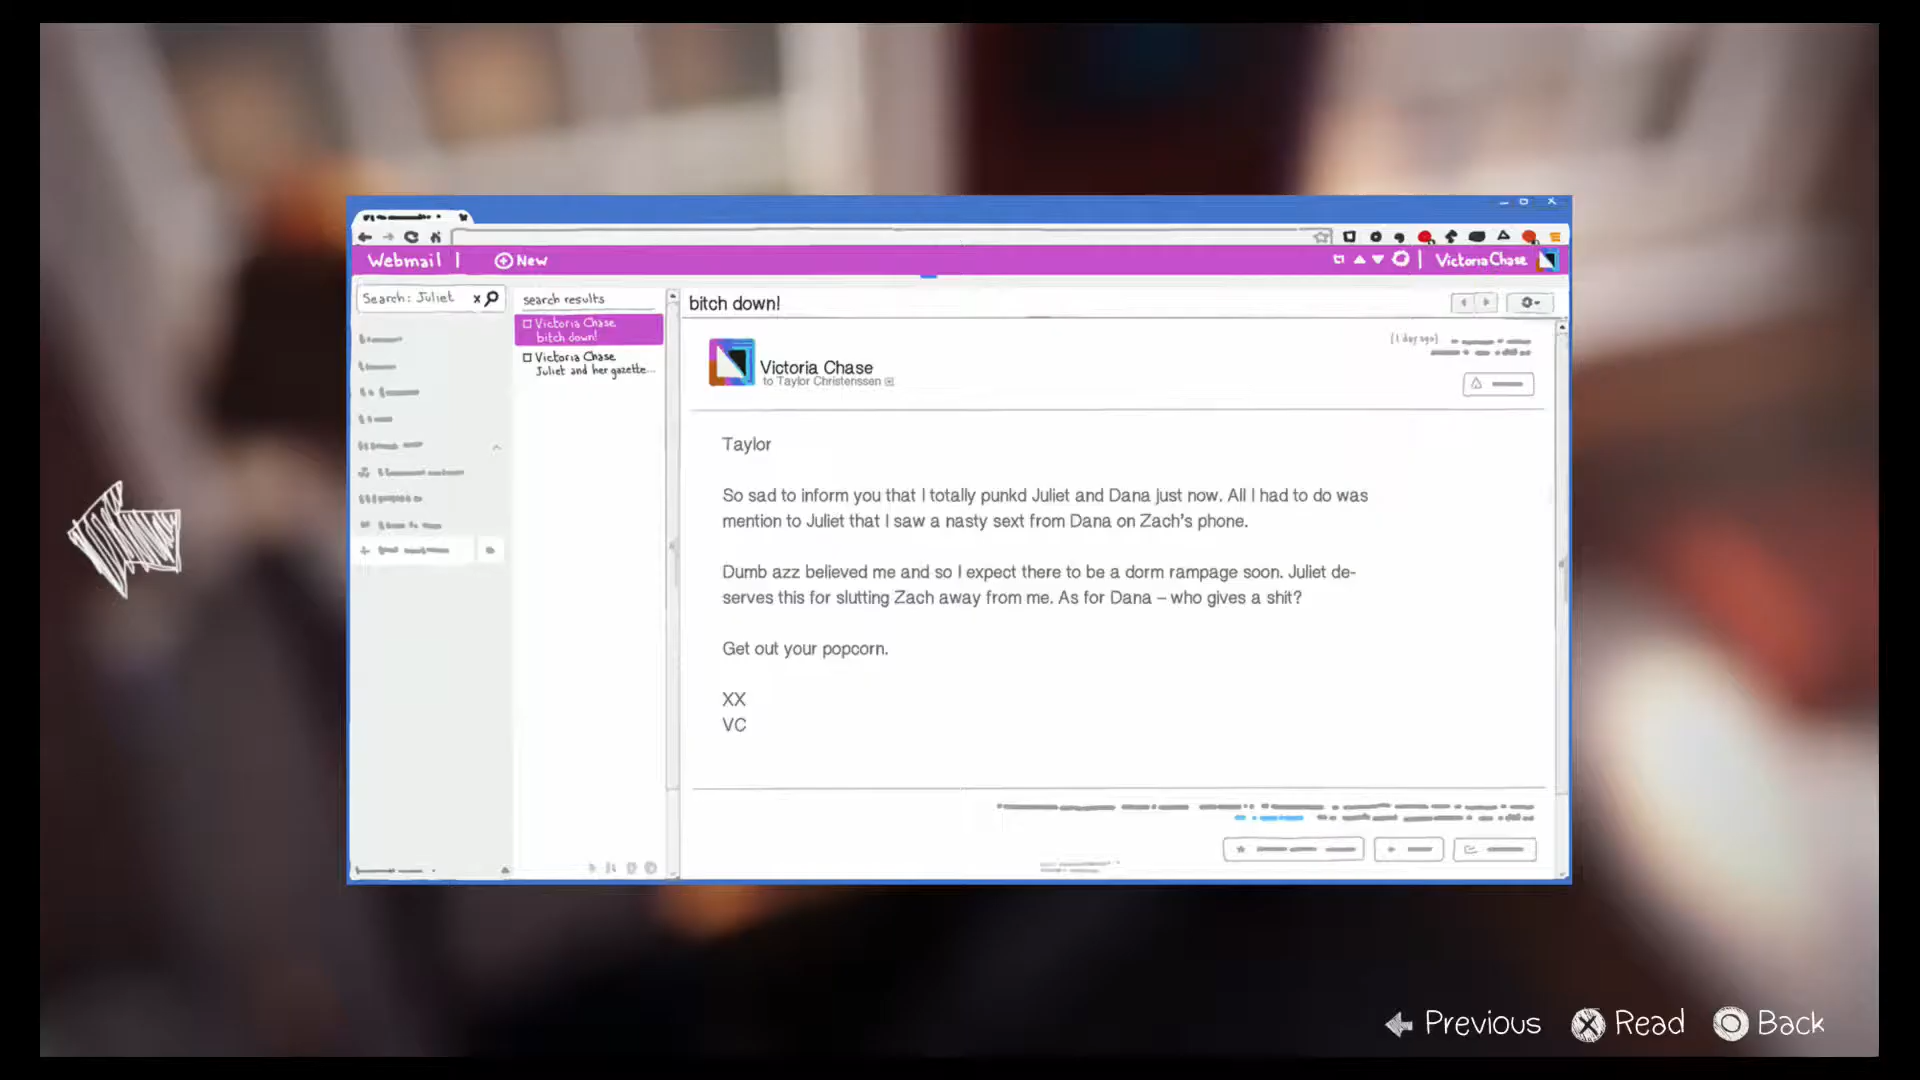 Webmail |
New
Victoria Chase
Search: Juliet x
search results
Victoria Chase
bitch down!
Victoria Chase
Juliet and her gazette...
bitch down!
Victoria Chase
to Taylor Christenssen
[1 day ago]
Taylor
So sad to inform you that I totally punkd Juliet and Dana just now. All I had to do was
mention to Juliet that I saw a nasty sext from Dana on Zach's phone.
Dumb azz believed me and so I expect there to be a dorm rampage soon. Juliet de-
serves this for slutting Zach away from me. As for Dana – who gives a shit?
Get out your popcorn.
XX
VC
Previous
Read
Back